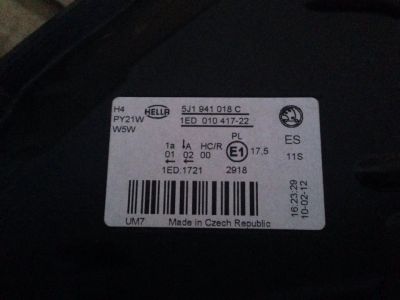 H4
PY21W
W5W
HELLA
5J1 941 018 C
1ED 010 417-22
PL
1a A HC/R
01 02 00
E1 17,5
ES
11S
1ED.1721 2918
UM7 Made in Czech Republic
16:23:29
10-02-12